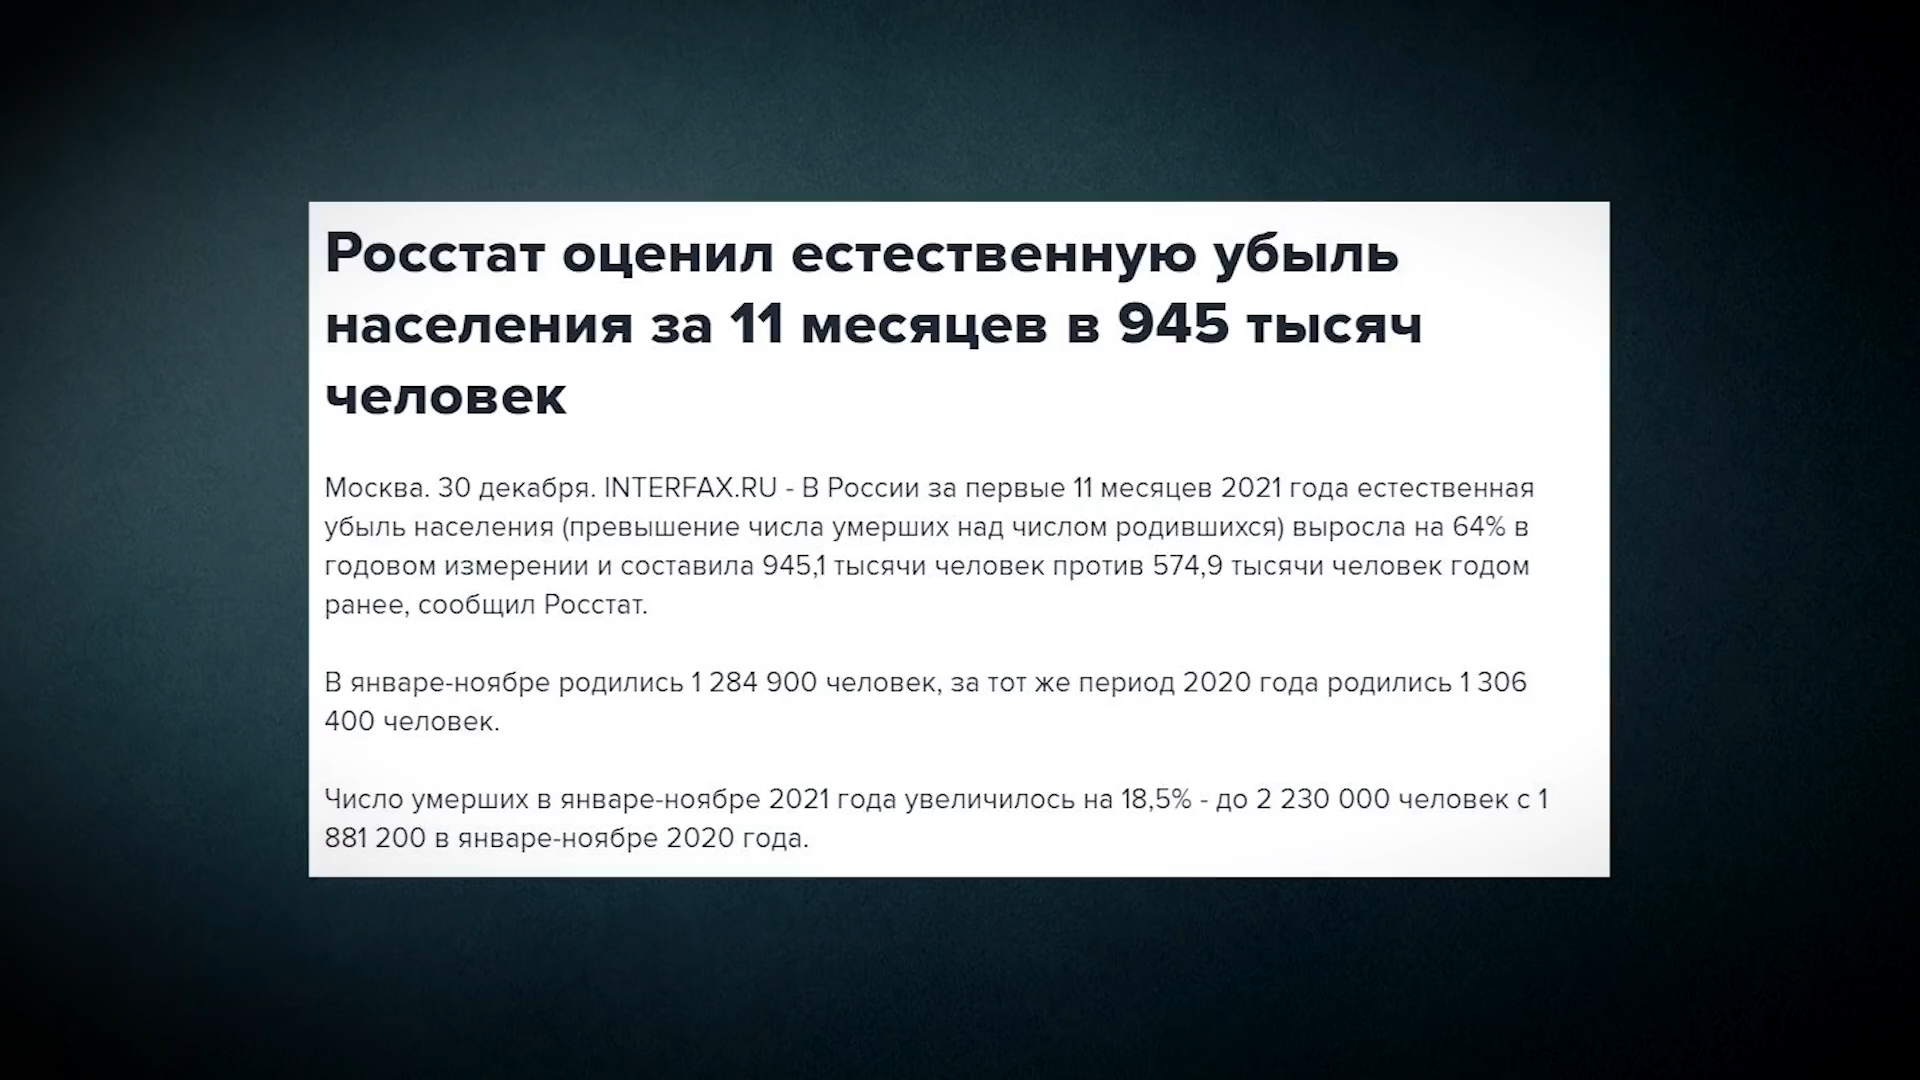 Росстат оценил естественную убыль
населения за 11 месяцев в 945 тысяч
человек
Москва. 30 декабря. INTERFAX.RU - В России за первые 11 месяцев 2021 года естественная
убыль населения (превышение числа умерших над числом родившихся) выросла на 64% в
годовом измерении и составила 945,1 тысячи человек против 574,9 тысячи человек годом
ранее, сообщил Росстат.
В январе-ноябре родились 1 284 900 человек, за тот же период 2020 года родились 1 306
400 человек.
Число умерших в январе-ноябре 2021 года увеличилось на 18,5% - до 2 230 000 человек с 1
881 200 в январе-ноябре 2020 года.